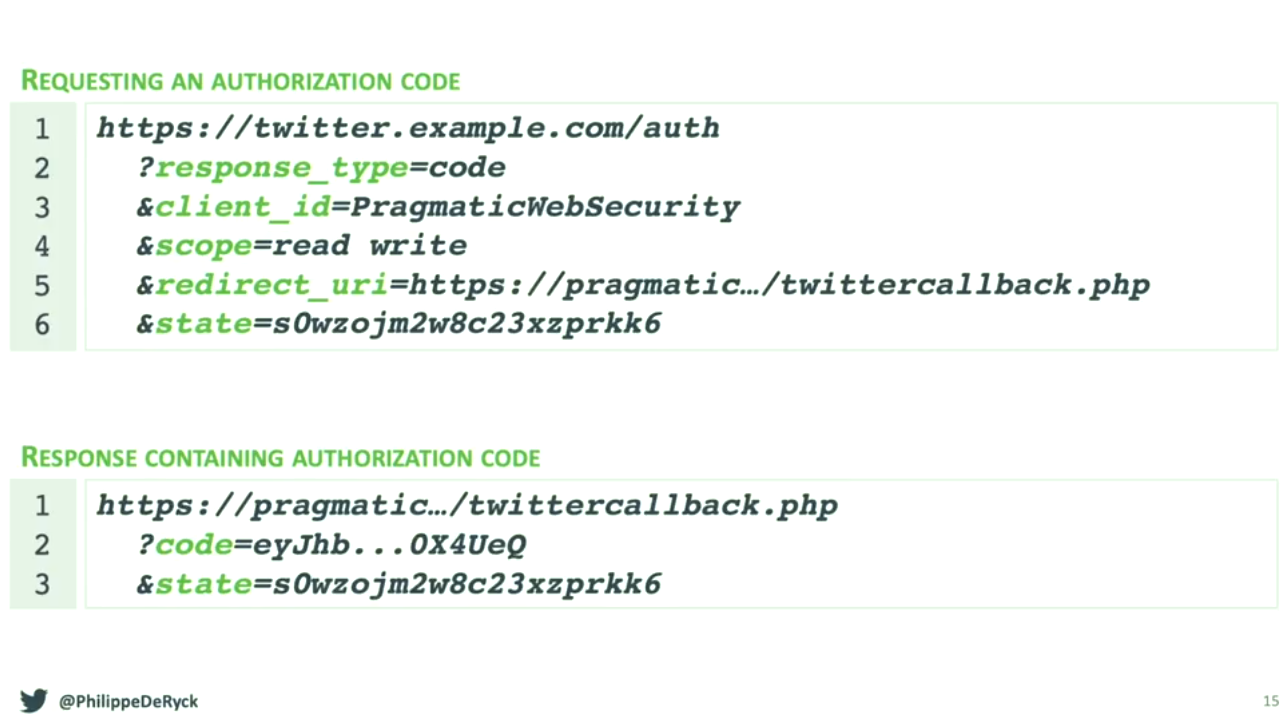 REQUESTING AN AUTHORIZATION CODE
1 https://twitter.example.com/auth
2 ?response_type=code
3 &client_id=PragmaticWebSecurity
4 &scope=read write
5 &redirect_uri=https://pragmatic…/twittercallback.php
6 &state=s0wzojm2w8c23xzprkk6
RESPONSE CONTAINING AUTHORIZATION CODE
1 https://pragmatic…/twittercallback.php
2 ?code=eyJhb...0X4UeQ
3 &state=s0wzojm2w8c23xzprkk6
@PhilippeDeRyck
15